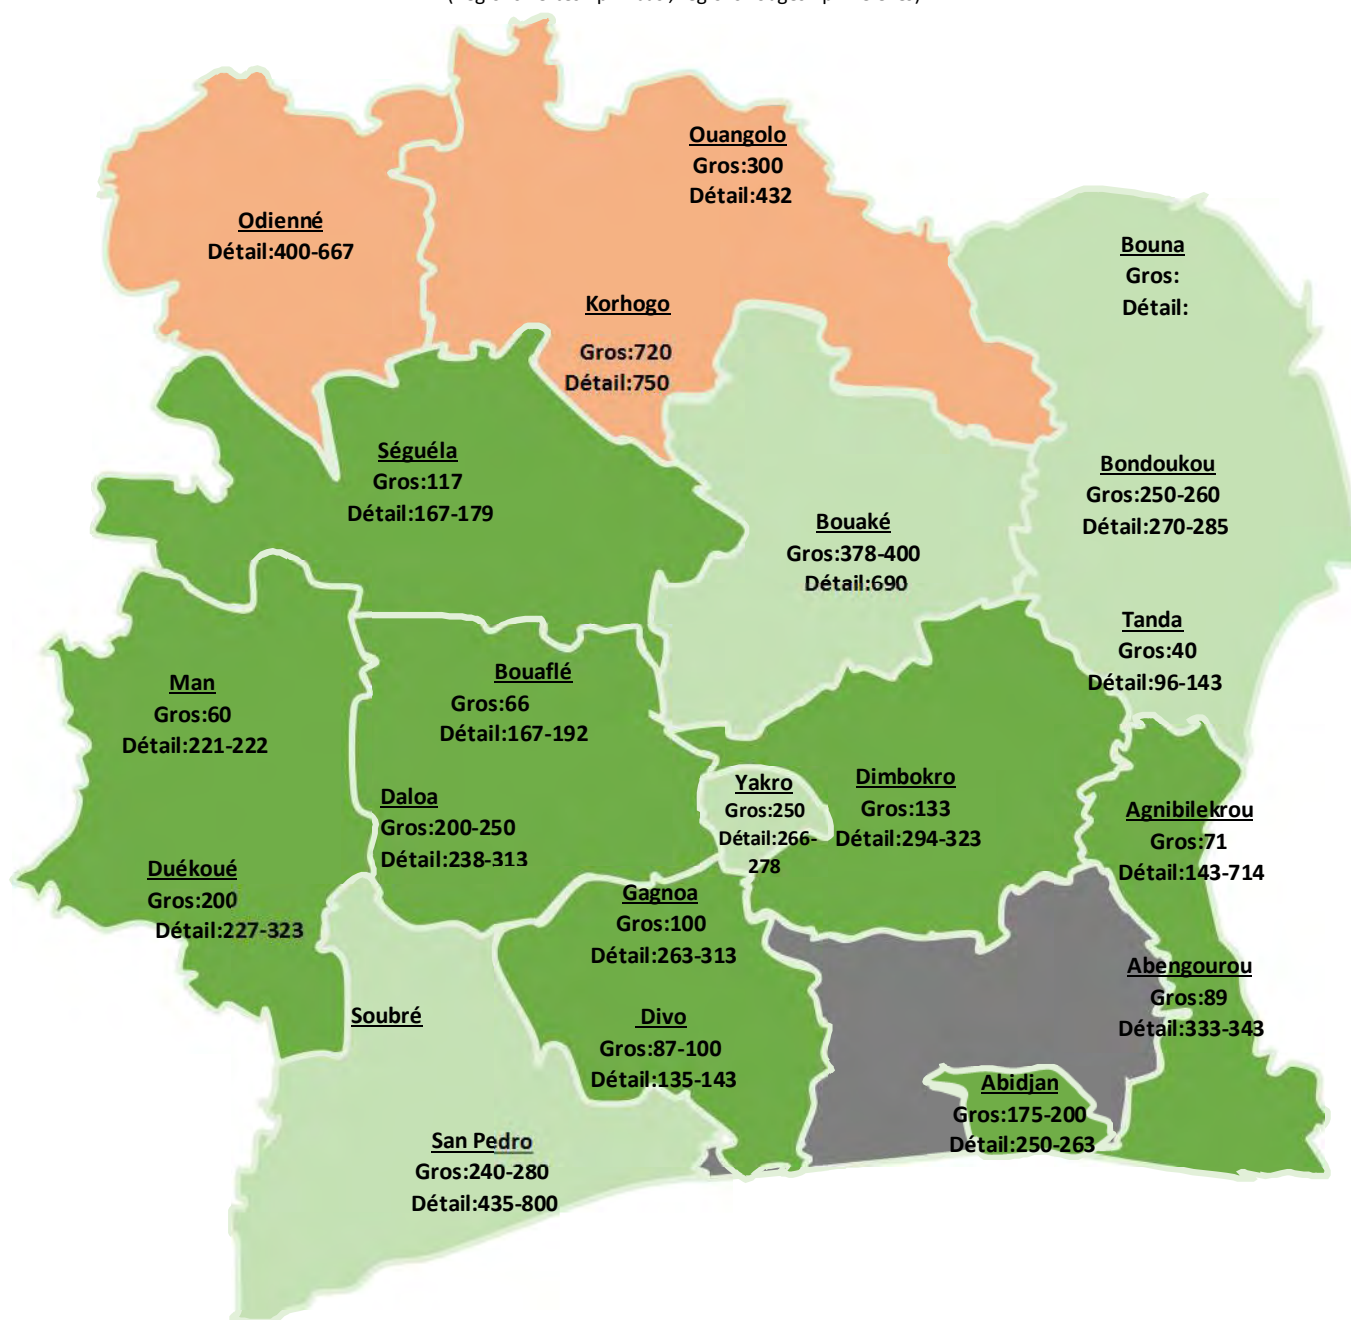 Ouangolo
Gros:300
Détail:432
Odienné
Détail:400-667
Bouna
Gros:
Détail:
Korhogo
Gros:720
Détail:750
Séguéla
Gros:117
Détail:167-179
Bondoukou
Gros:250-260
Détail:270-285
Bouaké
Gros:378-400
Détail:690
Tanda
Gros:40
Détail:96-143
Man
Gros:60
Détail:221-222
Bouaflé
Gros:66
Détail:167-192
Daloa
Gros:200-250
Détail:238-313
Yakro
Gros:250
Détail:266-
278
Dimbokro
Gros:133
Détail:294-323
Agnibilekrou
Gros:71
Détail:143-714
Duékoué
Gros:200
Détail:227-323
Gagnoa
Gros:100
Détail:263-313
Abengourou
Gros:89
Détail:333-343
Soubré
Divo
Gros:87-100
Détail:135-143
Abidjan
Gros:175-200
Détail:250-263
San Pedro
Gros:240-280
Détail:435-800